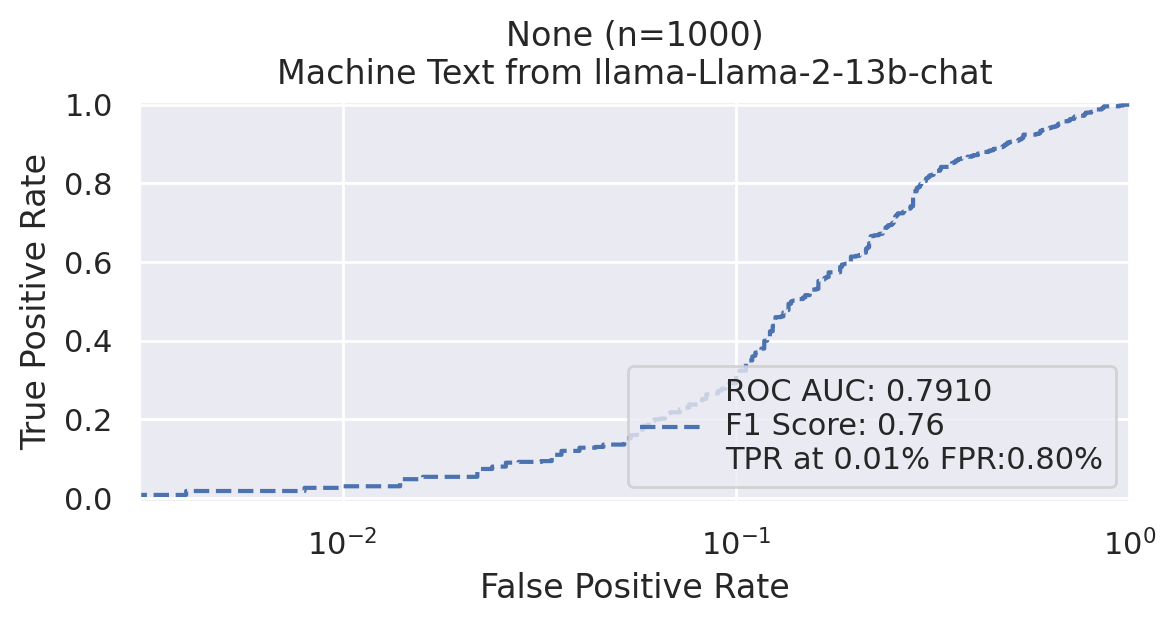 None (n=1000)
Machine Text from llama-Llama-2-13b-chat
True Positive Rate
1.0
0.8
0.6
0.4
0.2
0.0
ROC AUC: 0.7910
F1 Score: 0.76
TPR at 0.01% FPR:0.80%
10⁻² 10⁻¹ 10⁰
False Positive Rate